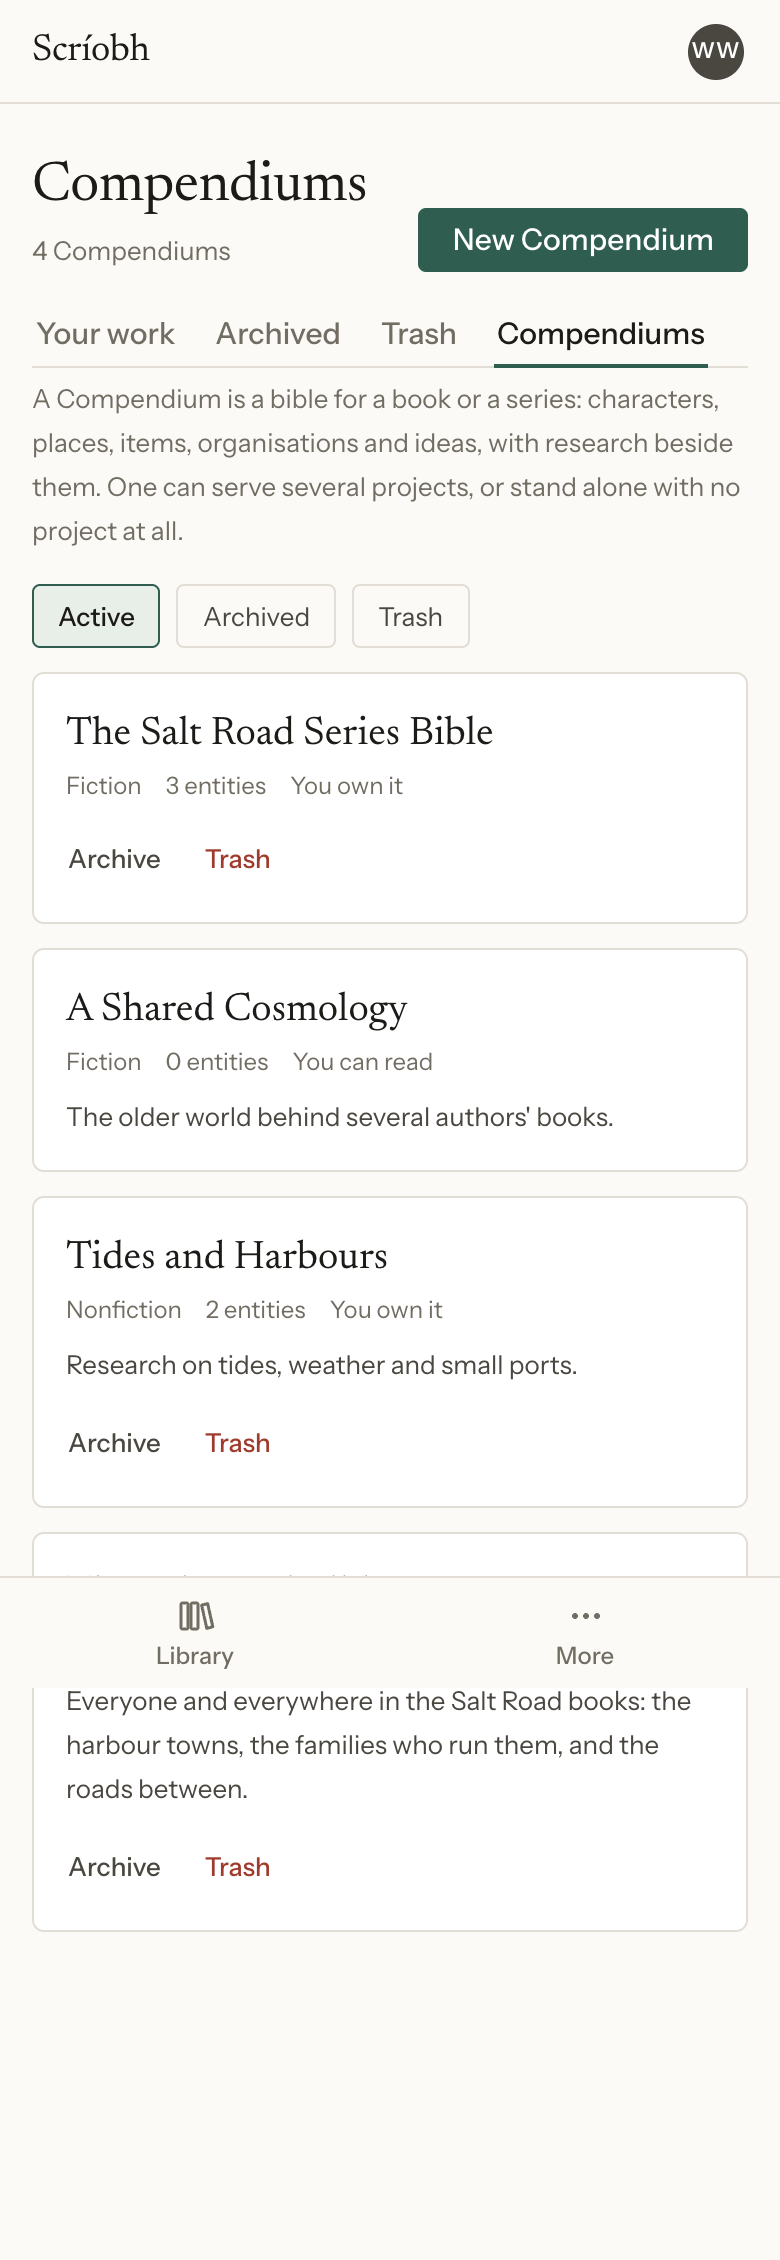 Scríobh
WW
Compendiums
4 Compendiums
New Compendium
Your work
Archived
Trash
Compendiums
A Compendium is a bible for a book or a series: characters,
places, items, organisations and ideas, with research beside
them. One can serve several projects, or stand alone with no
project at all.
Active
Archived
Trash
The Salt Road Series Bible
Fiction 3 entities You own it
Archive Trash
A Shared Cosmology
Fiction 0 entities You can read
The older world behind several authors' books.
Tides and Harbours
Nonfiction 2 entities You own it
Research on tides, weather and small ports.
Archive Trash
Library
More
Everyone and everywhere in the Salt Road books: the
harbour towns, the families who run them, and the
roads between.
Archive Trash